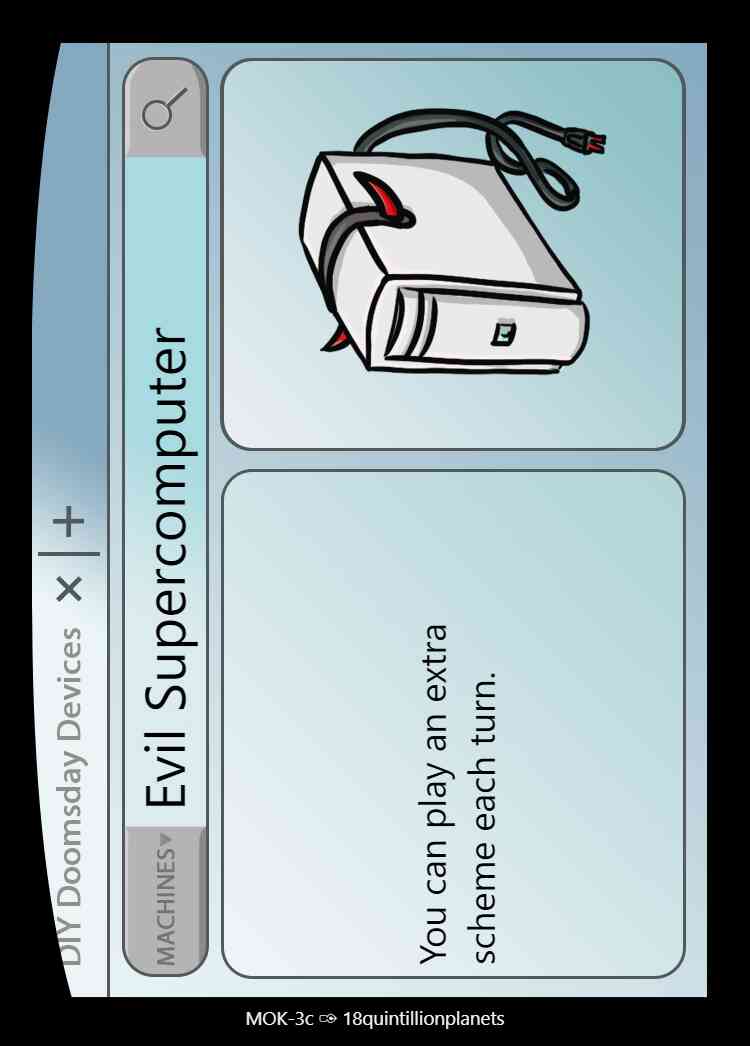 DIY Doomsday Devices × +
MACHINES▾ Evil Supercomputer
You can play an extra
scheme each turn.
MOK-3c ✑ 18quintillionplanets